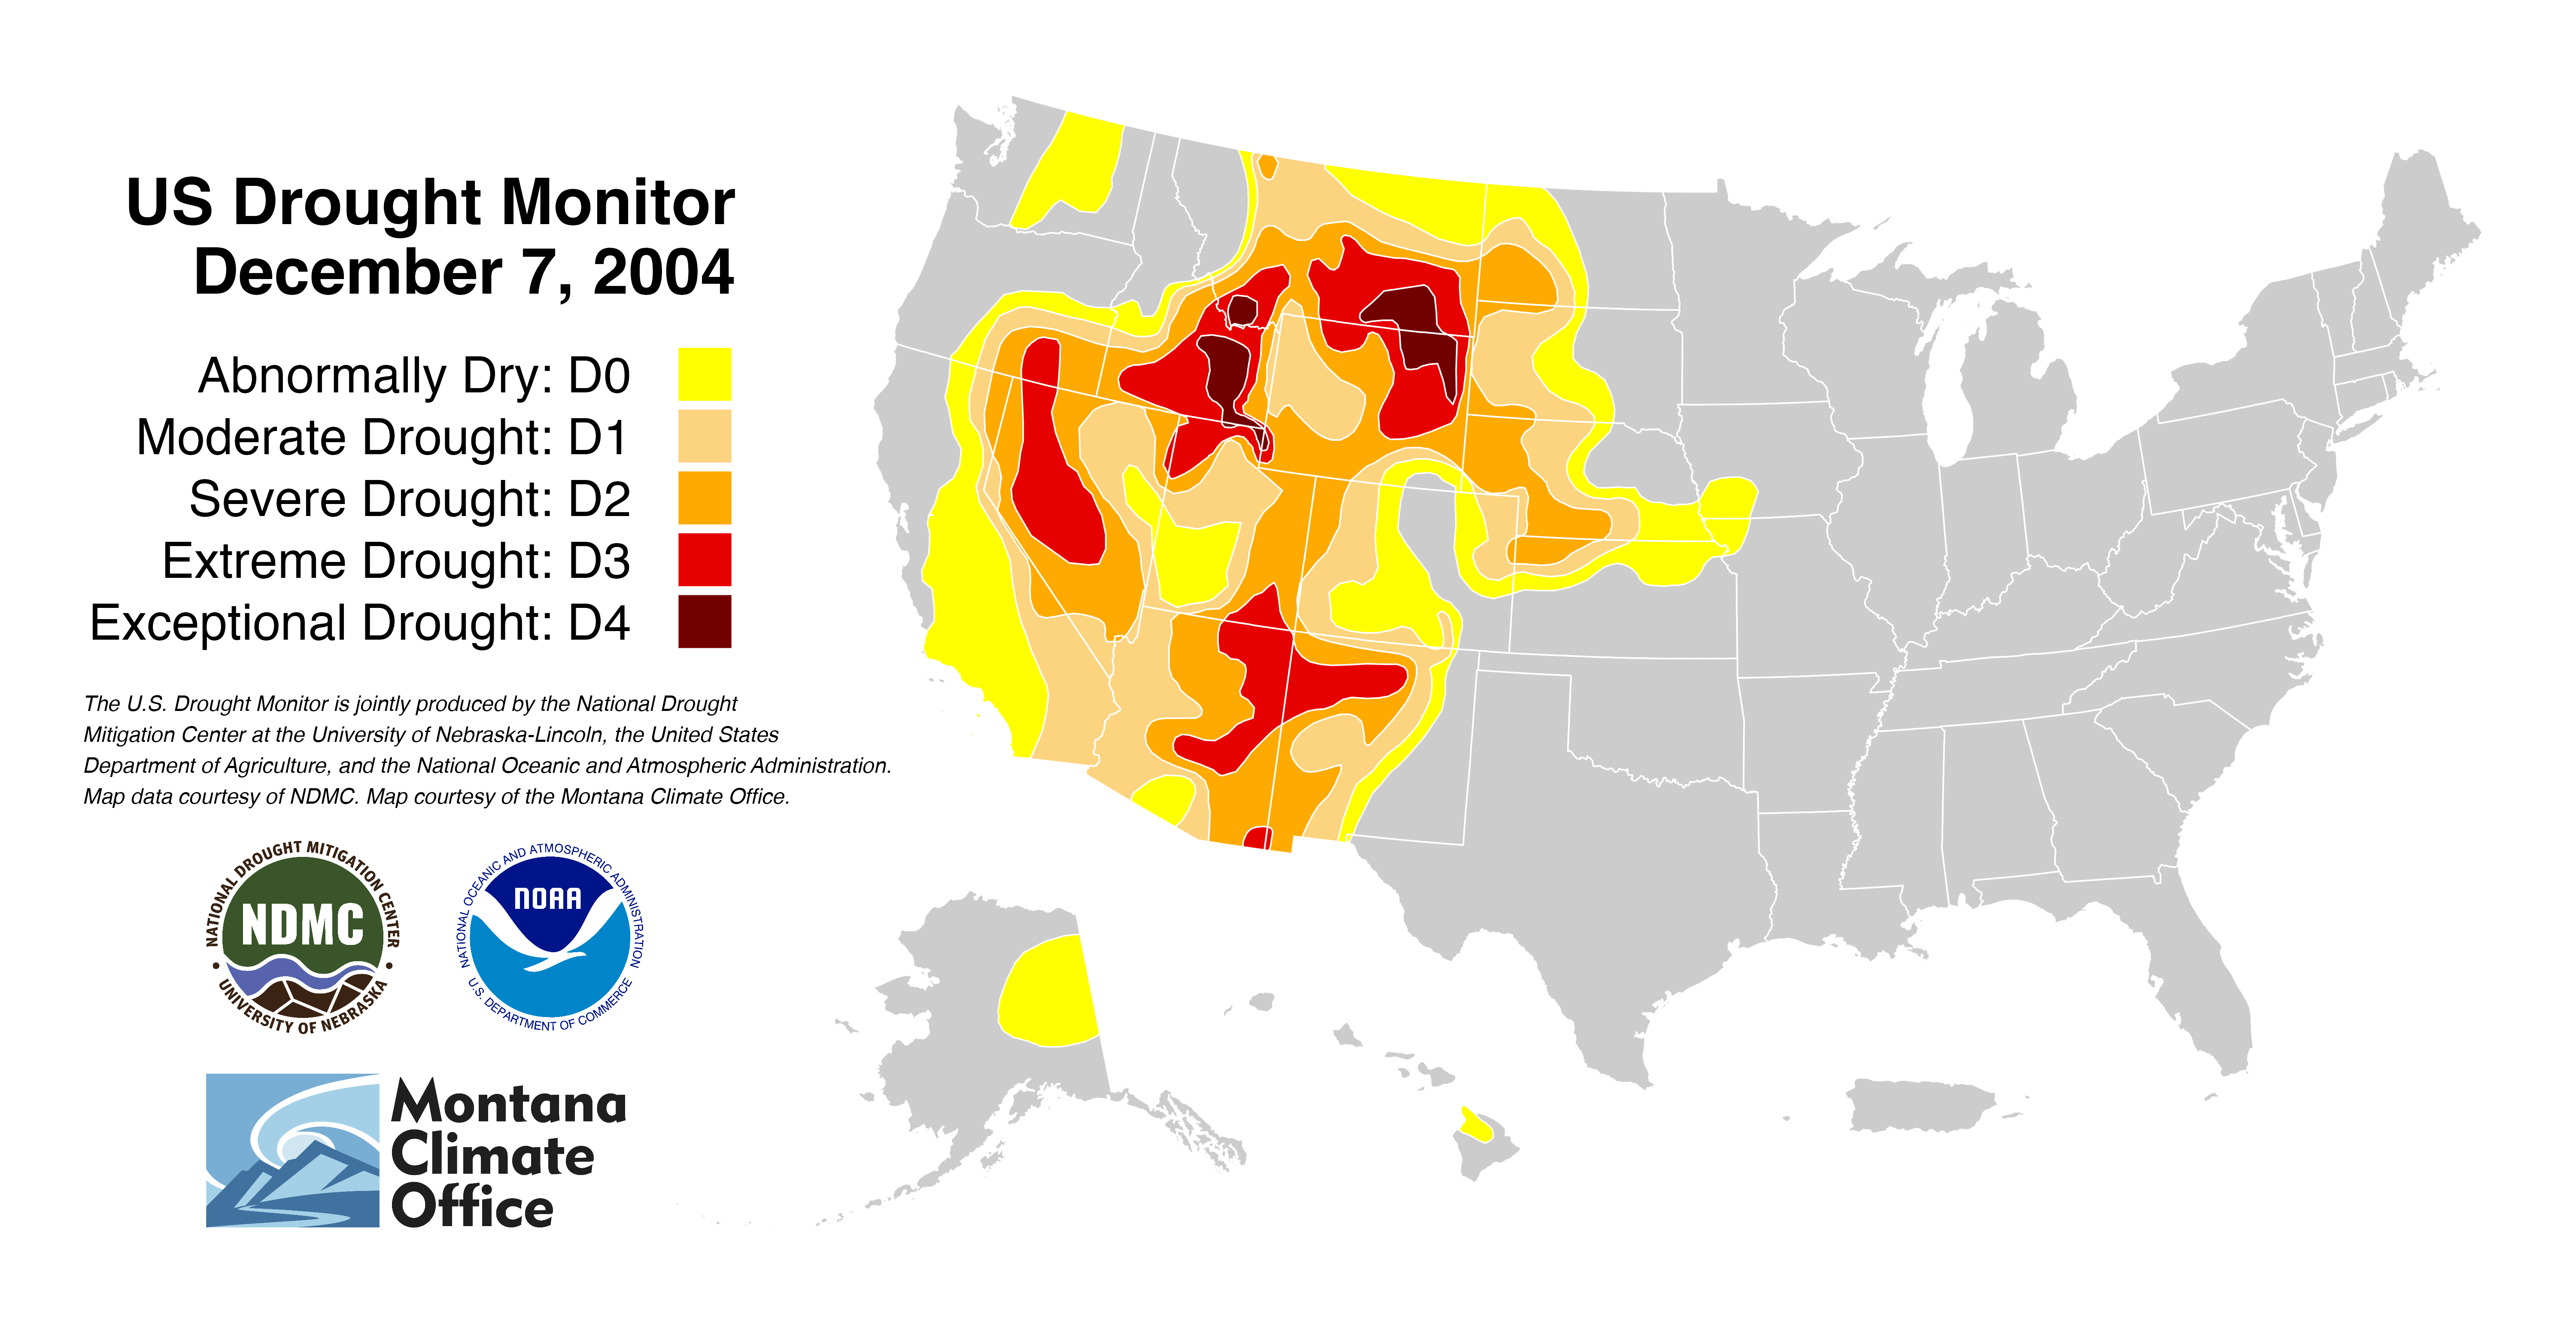 US Drought Monitor
December 7, 2004
Abnormally Dry: D0
Moderate Drought: D1
Severe Drought: D2
Extreme Drought: D3
Exceptional Drought: D4
The U.S. Drought Monitor is jointly produced by the National Drought
Mitigation Center at the University of Nebraska-Lincoln, the United States
Department of Agriculture, and the National Oceanic and Atmospheric Administration.
Map data courtesy of NDMC. Map courtesy of the Montana Climate Office.
NATIONAL DROUGHT MITIGATION CENTER
NDMC
• UNIVERSITY OF NEBRASKA •
NATIONAL OCEANIC AND ATMOSPHERIC ADMINISTRATION
NOAA
U.S. DEPARTMENT OF COMMERCE
Montana
Climate
Office